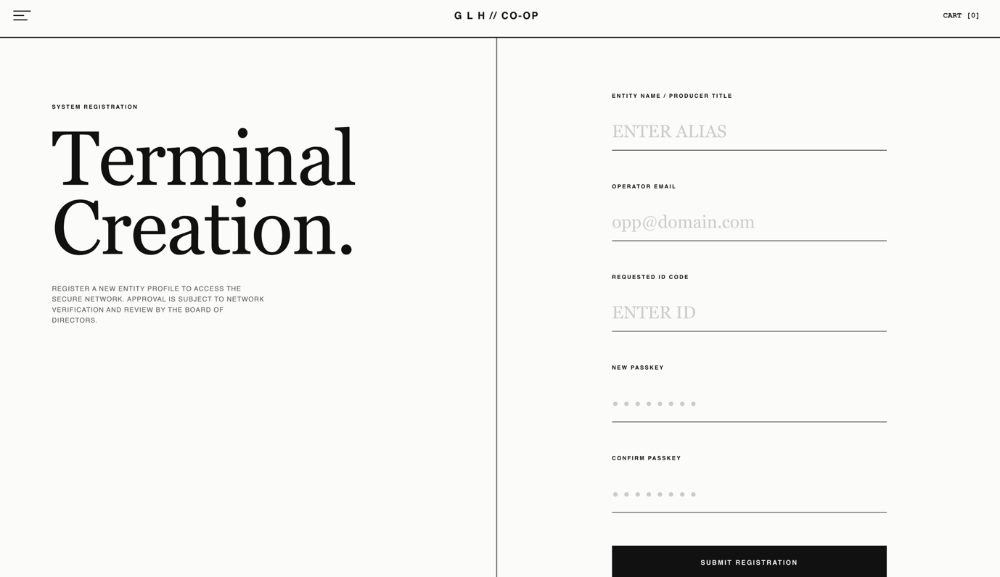 G L H // CO-OP
CART [0]
SYSTEM REGISTRATION
Terminal
Creation.
REGISTER A NEW ENTITY PROFILE TO ACCESS THE
SECURE NETWORK. APPROVAL IS SUBJECT TO NETWORK
VERIFICATION AND REVIEW BY THE BOARD OF
DIRECTORS.
ENTITY NAME / PRODUCER TITLE
ENTER ALIAS
OPERATOR EMAIL
opp@domain.com
REQUESTED ID CODE
ENTER ID
NEW PASSKEY
CONFIRM PASSKEY
SUBMIT REGISTRATION